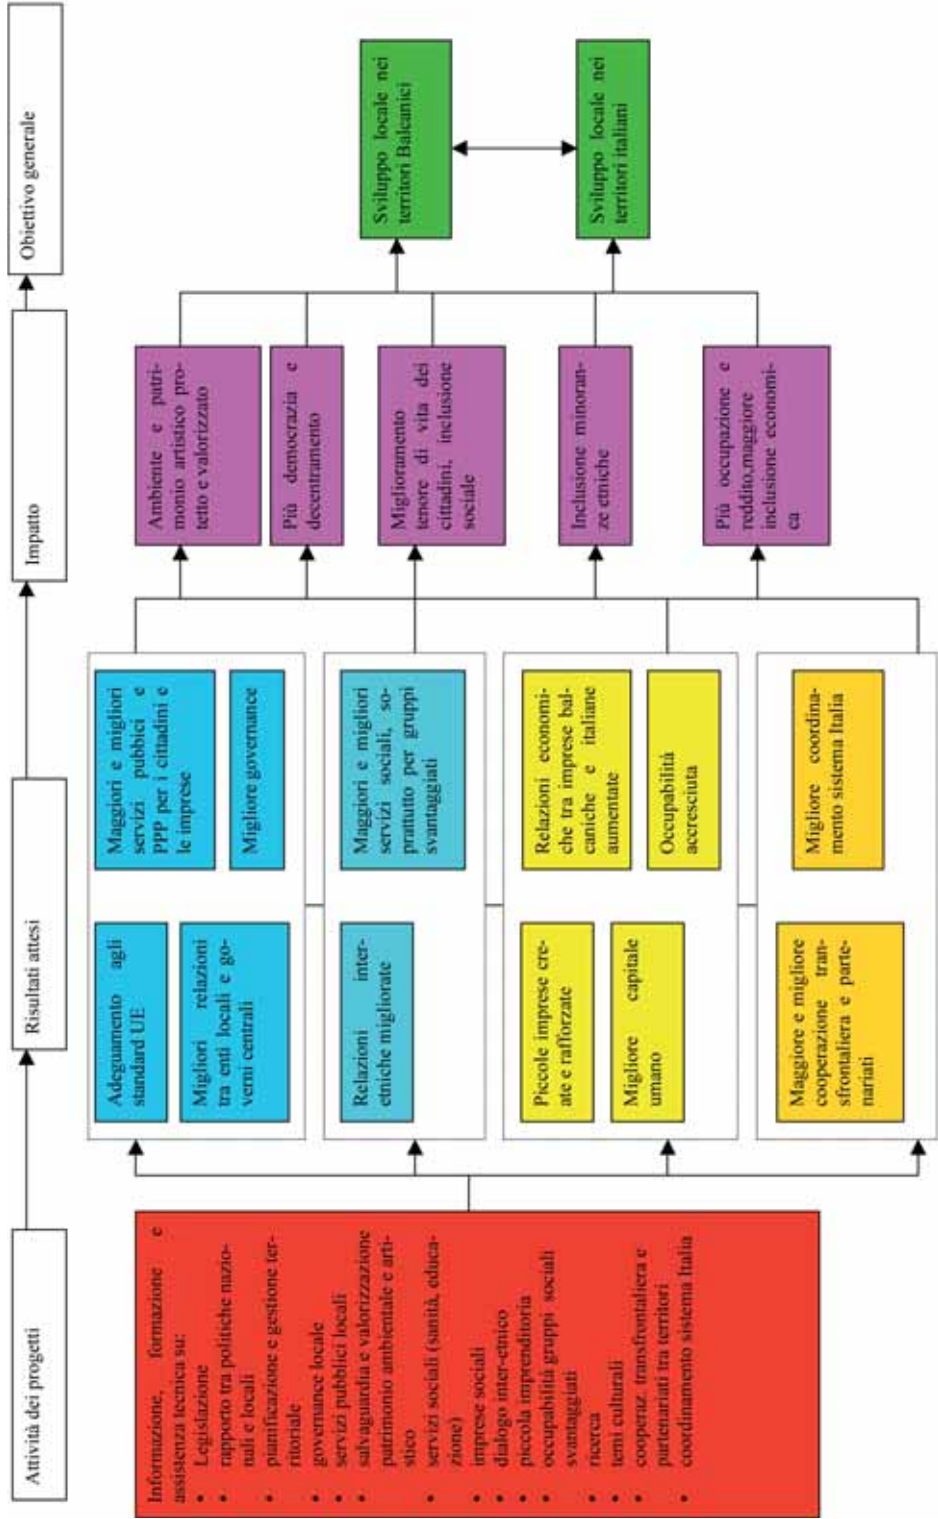 Attività dei progetti
Risultati attesi
Impatto
Obiettivo generale
Informazione, formazione e
assistenza tecnica su:
• Legislazione
• rapporto tra politiche nazio-
nali e locali
• pianificazione e gestione ter-
ritoriale
• governance locale
• servizi pubblici locali
• salvaguardia e valorizzazione
patrimonio ambientale e arti-
stico
• servizi sociali (sanità, educa-
zione)
• imprese sociali
• dialogo inter-etnico
• piccola imprenditoria
• occupabilità gruppi sociali
svantaggiati
• ricerca
• temi culturali
• cooperaz transfrontaliera e
partenariati tra territori
• coordinamento sistema Italia
Adeguamento agli
standard UE
Migliori relazioni
tra enti locali e go-
verni centrali
Maggiori e migliori
servizi pubbici e
PPP per i cittadini e
le imprese
Migliore governance
Relazioni inter-
etniche migliorate
Maggiori e migliori
servizi sociali, so-
prattutto per gruppi
svantaggiati
Piccole imprese cre-
ate e rafforzate
Migliore capitale
umano
Relazioni economi-
che tra imprese bal-
caniche e italiane
aumentate
Occupabilità
accresciuta
Maggiore e migliore
cooperazione tran-
sfrontaliera e parte-
nariati
Migliore coordina-
mento sistema Italia
Ambiente e patri-
monio artistico pro-
tetto e valorizzato
Più democrazia e
decentramento
Miglioramento
tenore di vita dei
cittadini, inclusione
sociale
Inclusione minoran-
ze etniche
Più occupazione e
reddito,maggiore
inclusione economi-
ca
Sviluppo locale nei
territori Balcanici
Sviluppo locale nei
territori italiani